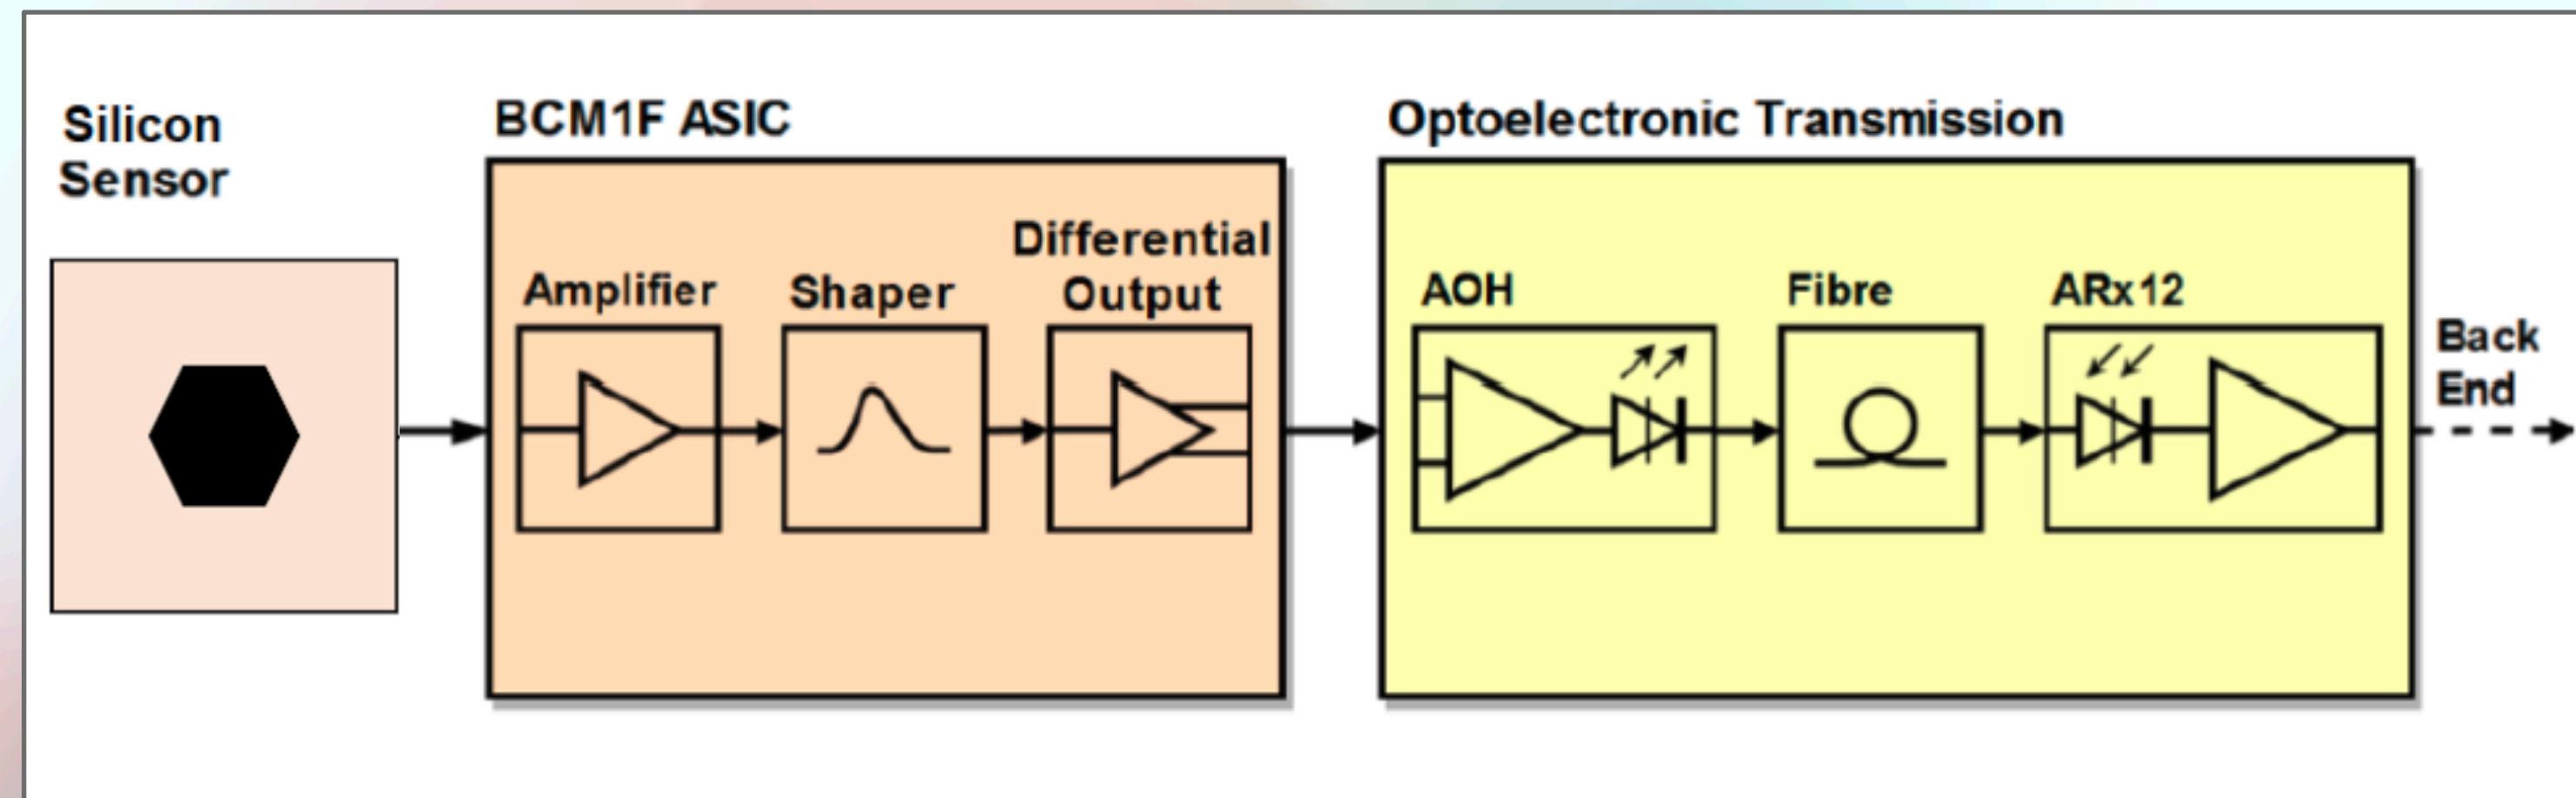 Silicon
Sensor
BCM1F ASIC
Amplifier
Shaper
Differential
Output
Optoelectronic Transmission
AOH
Fibre
ARx12
Back
End